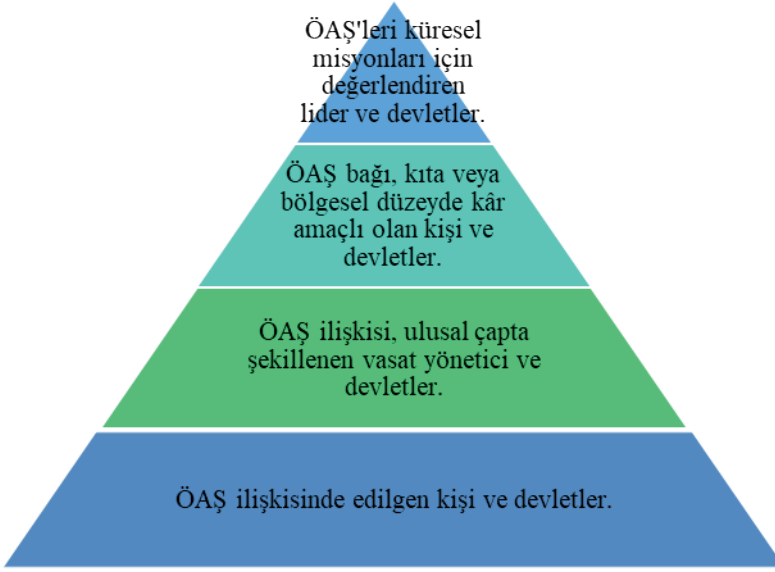 ÖAŞ'leri küresel
misyonları için
değerlendiren
lider ve devletler.
ÖAŞ bağı, kıta veya
bölgesel düzeyde kâr
amaçlı olan kişi ve
devletler.
ÖAŞ ilişkisi, ulusal çapta
şekillenen vasat yönetici ve
devletler.
ÖAŞ ilişkisinde edilgen kişi ve devletler.